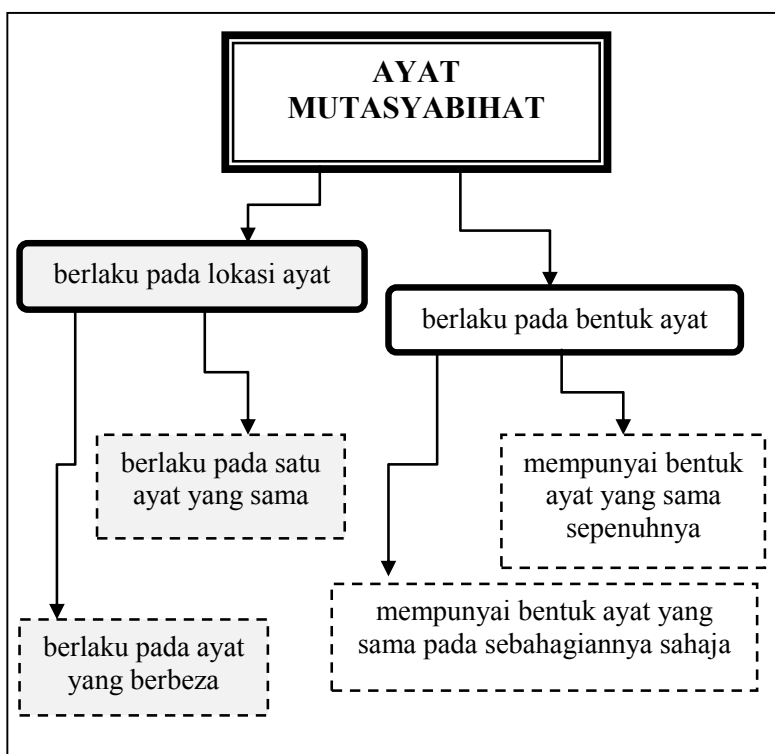 AYAT
MUTASYABIHAT
berlaku pada lokasi ayat
berlaku pada bentuk ayat
berlaku pada satu
ayat yang sama
mempunyai bentuk
ayat yang sama
sepenuhnya
berlaku pada ayat
yang berbeza
mempunyai bentuk ayat yang
sama pada sebahagiannya sahaja